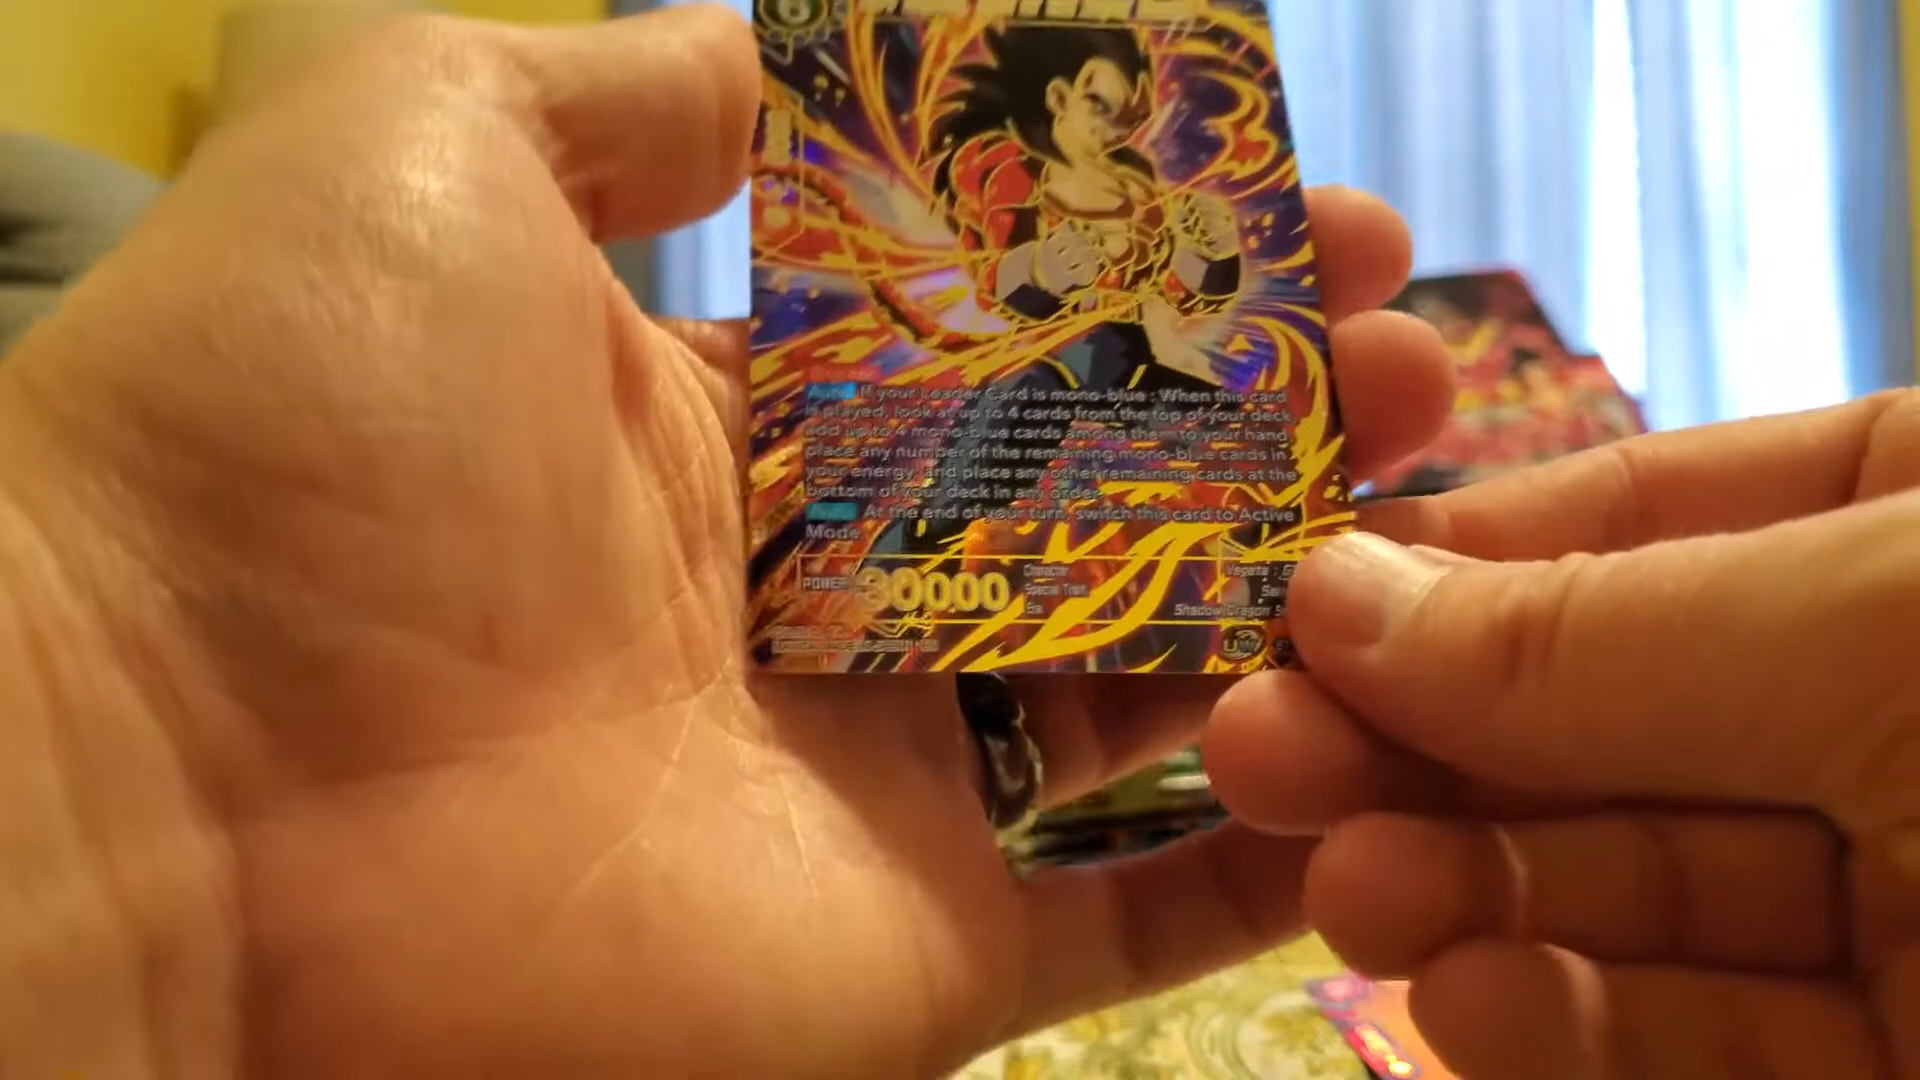 6
Auto If your Leader Card is mono-blue : When this card
is played, look at up to 4 cards from the top of your deck
add up to 4 mono-blue cards among them to your hand
place any number of the remaining mono-blue cards in
your energy, and place any other remaining cards at the
bottom of your deck in any order
At the end of your turn, switch this card to Active
Mode
POWER 30000
Character Vegeta : G
Special Trait Sa
Era Shadow Dragon S
UW